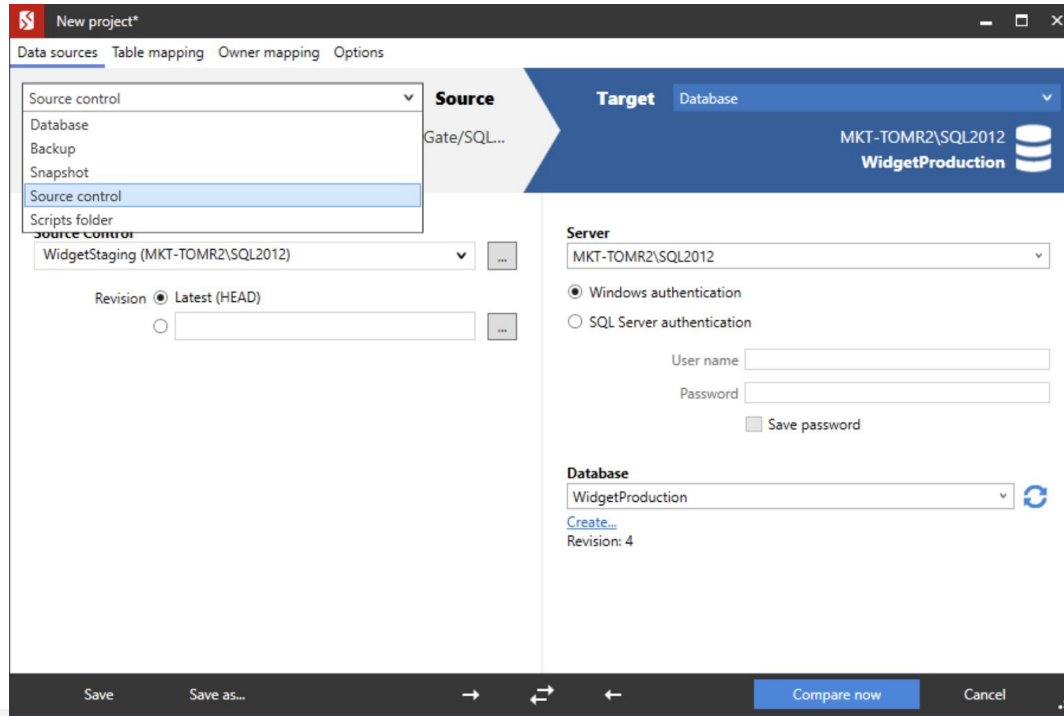 New project*
Data sources Table mapping Owner mapping Options
Source control
Source
Target
Database
Database
Backup
Snapshot
Source control
Scripts folder
Gate/SQL...
MKT-TOMR2\SQL2012
WidgetProduction
Source Control
WidgetStaging (MKT-TOMR2\SQL2012)
...
Revision
Latest (HEAD)
...
Server
MKT-TOMR2\SQL2012
Windows authentication
SQL Server authentication
User name
Password
Save password
Database
WidgetProduction
Create...
Revision: 4
Save
Save as...
Compare now
Cancel